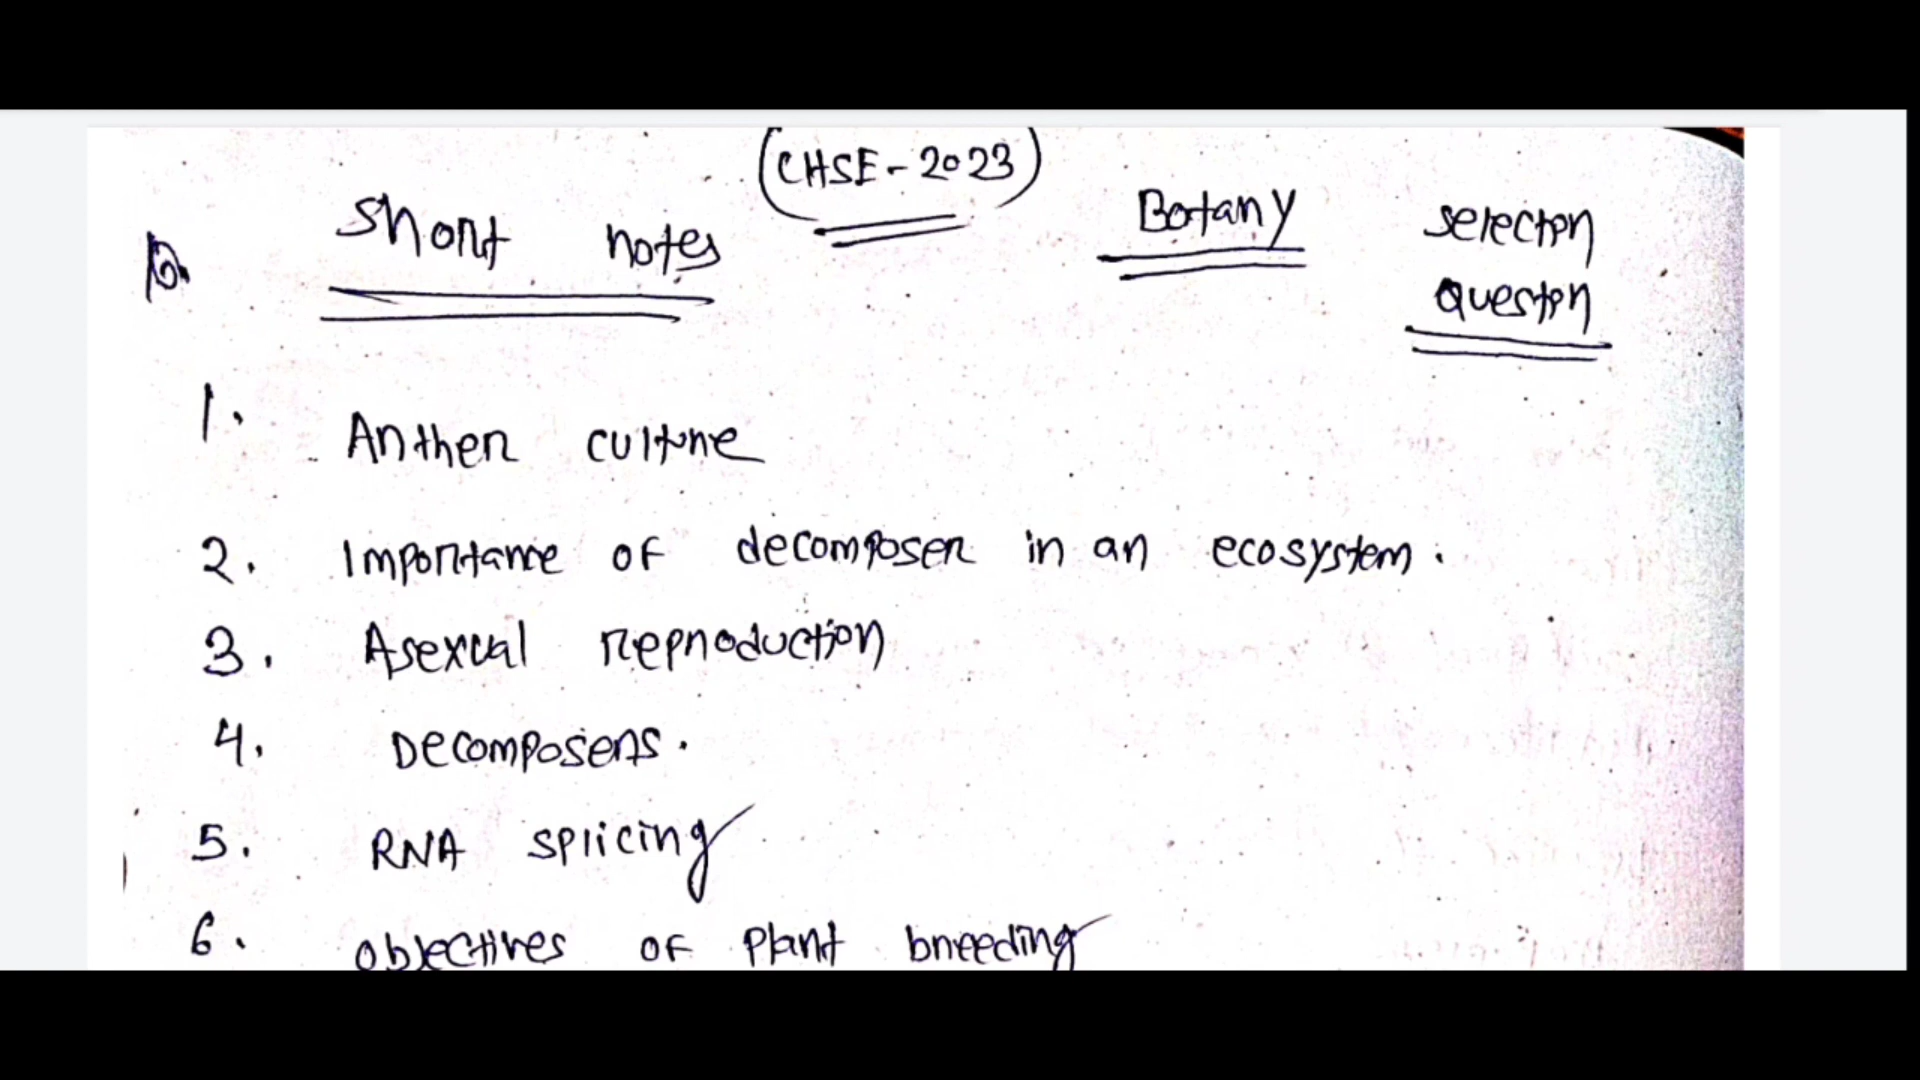 (CHSE-2023)
Q. Short notes
Botany
selection
question
1. Anther culture
2. Importance of decomposer in an ecosystem.
3. Asexual reproduction
4. Decomposers.
5. RNA splicing
6. objectives of plant breeding